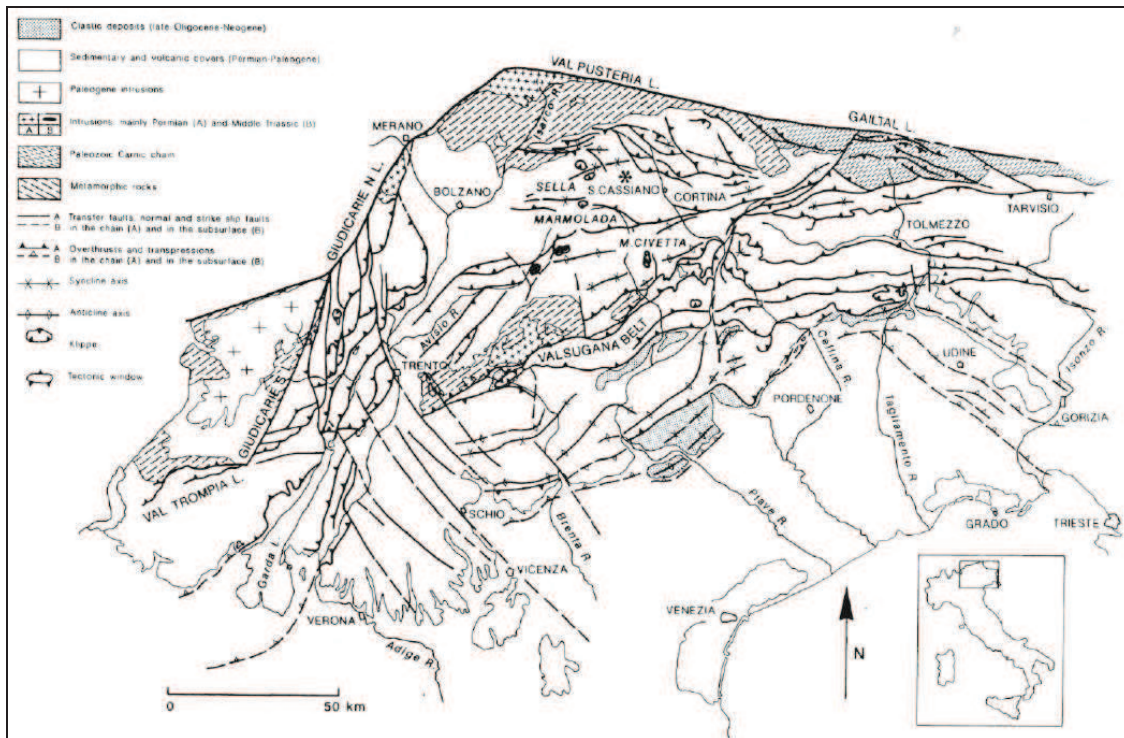 Clastic deposits (late-Oligocene-Neogene)
Sedimentary and volcanic covers (Permian-Paleogene)
Paleogene intrusions
A B
Intrusions, mainly Permian (A) and Middle Triassic (B)
Paleozoic Carnic chain
Metamorphic rocks
A Transfer faults, normal and strike slip faults
B in the chain (A) and in the subsurface (B)
A Overthrusts and transpressions
B in the chain (A) and in the subsurface (B)
Syncline axis
Anticline axis
Klippe
Tectonic window
VAL PUSTERIA L.
GAILTAL L.
MERANO
Isarco R.
BOLZANO
SELLA
S.CASSIANO
CORTINA
TARVISIO
GIUDICARIE N L.
MARMOLADA
TOLMEZZO
M.CIVETTA
Avisio R.
TRENTO
VALSUGANA BELT
Cellina R.
UDINE
Isonzo R.
PORDENONE
GORIZIA
GIUDICARIE S L.
Tagliamento R.
VAL TROMPIA L.
SCHIO
Brenta R.
Piave R.
GRADO
TRIESTE
Garda l.
VICENZA
VERONA
VENEZIA
Adige R.
N
0 50 km